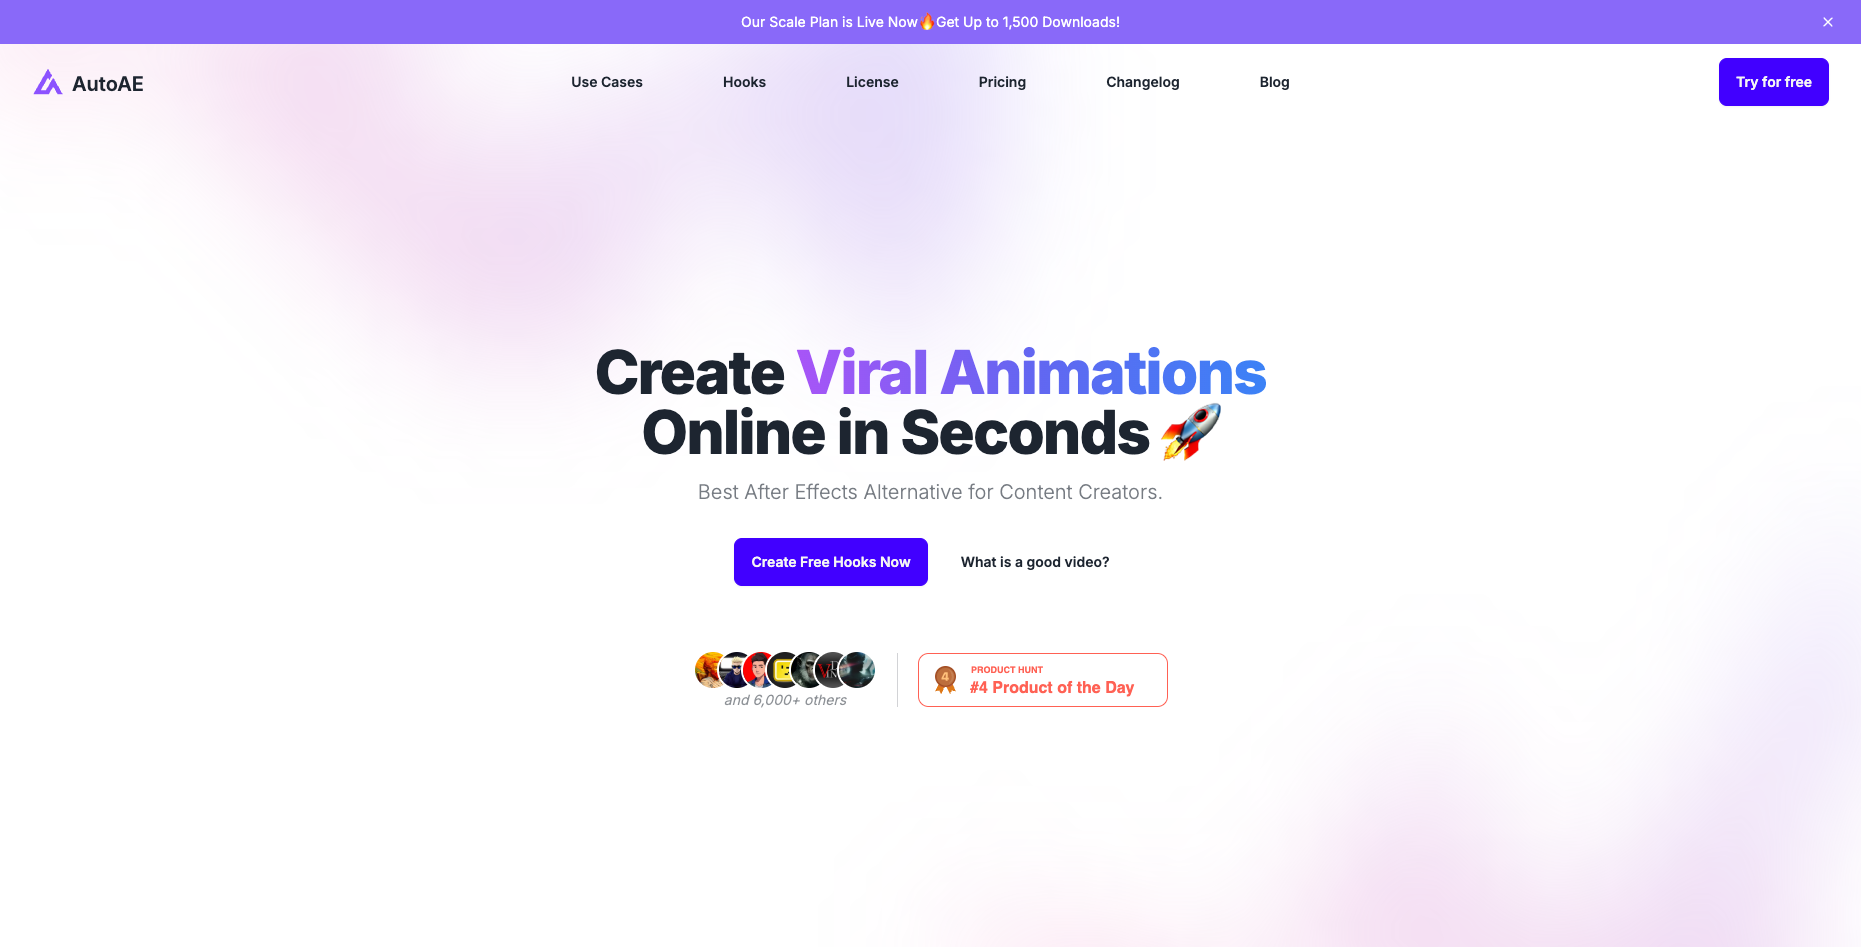 Our Scale Plan is Live Now🔥Get Up to 1,500 Downloads!
AutoAE
Use Cases
Hooks
License
Pricing
Changelog
Blog
Try for free
Create Viral Animations
Online in Seconds 🚀
Best After Effects Alternative for Content Creators.
Create Free Hooks Now
What is a good video?
and 6,000+ others
4
PRODUCT HUNT
#4 Product of the Day